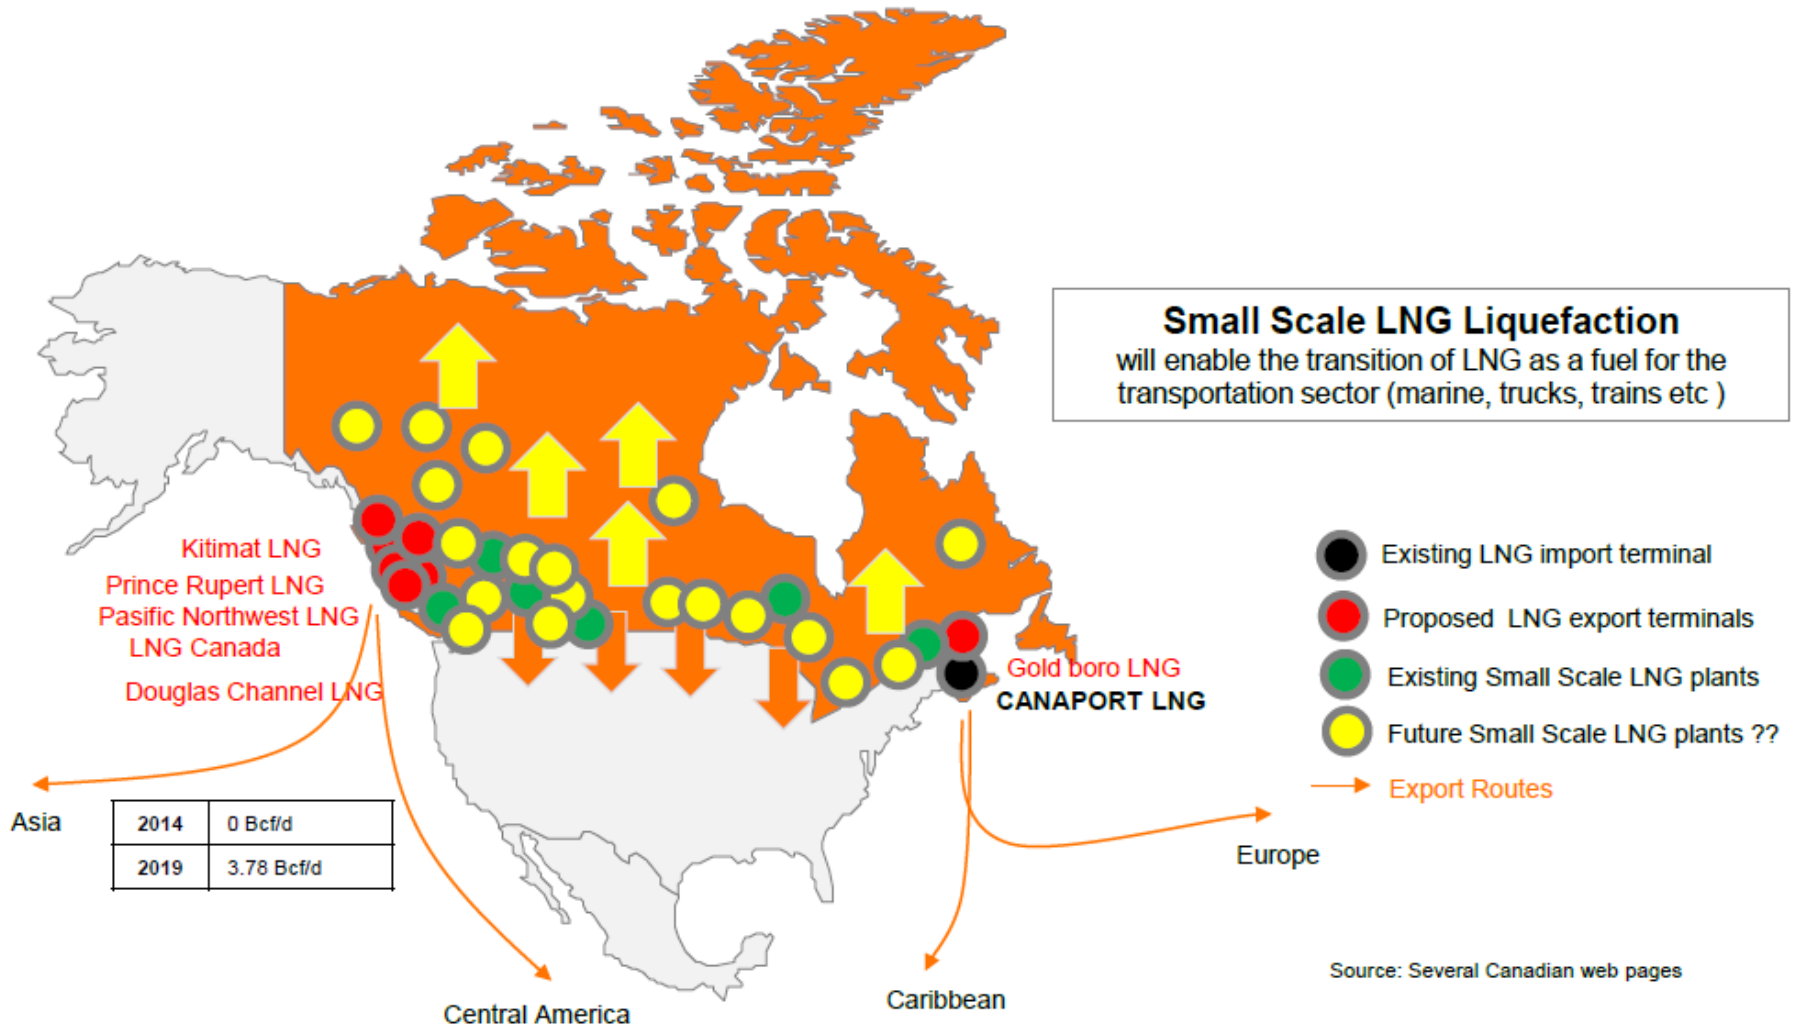 Small Scale LNG Liquefaction
will enable the transition of LNG as a fuel for the
transportation sector (marine, trucks, trains etc )
Kitimat LNG
Prince Rupert LNG
Pasific Northwest LNG
LNG Canada
Douglas Channel LNG
Gold boro LNG
CANAPORT LNG
Existing LNG import terminal
Proposed LNG export terminals
Existing Small Scale LNG plants
Future Small Scale LNG plants ??
Export Routes
Asia
2014 0 Bcf/d
2019 3.78 Bcf/d
Europe
Central America
Caribbean
Source: Several Canadian web pages